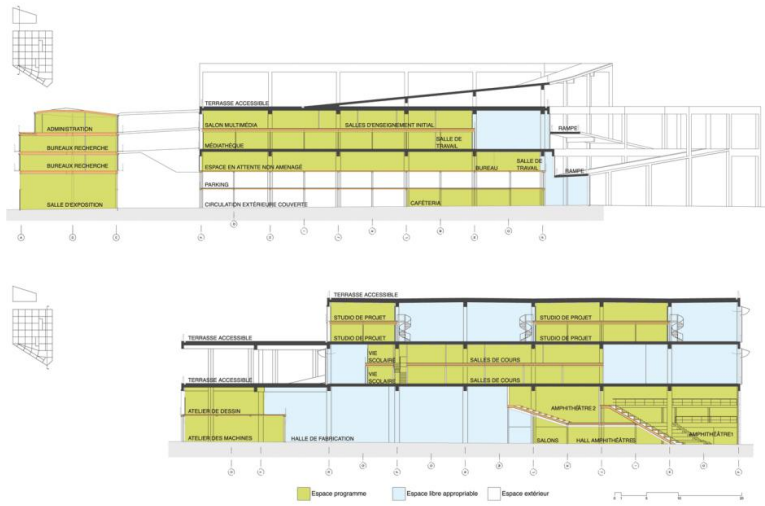 TERRASSE ACCESSIBLE
SALON MULTIMÉDIA
SALLES D'ENSEIGNEMENT INITIAL
ADMINISTRATION
RAMPE
SALLE DE
TRAVAIL
MÉDIATHÈQUE
BUREAUX RECHERCHE
SALLE DE
TRAVAIL
BUREAUX RECHERCHE
ESPACE EN ATTENTE NON AMENAGÉ
BUREAU
RAMPE
PARKING
SALLE D'EXPOSITION
CIRCULATION EXTÉRIEURE COUVERTE
CAFÉTERIA
TERRASSE ACCESSIBLE
STUDIO DE PROJET
STUDIO DE PROJET
TERRASSE ACCESSIBLE
STUDIO DE PROJET
STUDIO DE PROJET
VIE
SCOLAIRE
SALLES DE COURS
VIE
SCOLAIRE
TERRASSE ACCESSIBLE
SALLES DE COURS
ATELIER DE DESSIN
AMPHITHÉÂTRE 2
ATELIER DES MACHINES
HALLE DE FABRICATION
SALONS
HALL AMPHITHÉÂTRES
AMPHITHÉÂTRE1
Espace programme
Espace libre appropriable
Espace extérieur